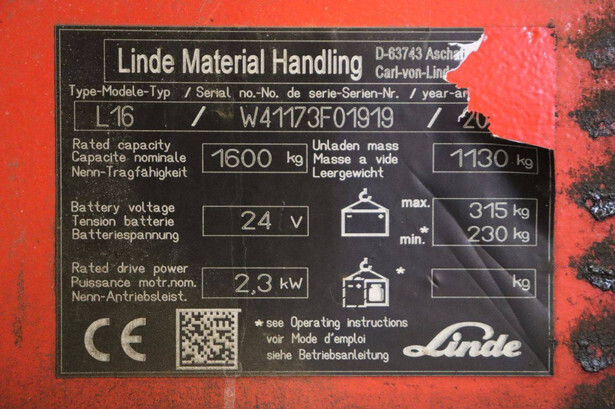 Linde Material Handling
D-63743
Carl-von-Lind
Type-Modele-Typ / Serial no.-No. de serie-Serien-Nr. / year-an
L16 / W41173F01919 / 20
Rated capacity
Capacite nominale
Nenn-Tragfähigkeit
1600 kg
Unladen mass
Masse a vide
Leergewicht
1130 kg
Battery voltage
Tension batterie
Batteriespannung
24 V
max. 315 kg
min.* 230 kg
Rated drive power
Puissance motr.nom.
Nenn-Antriebsleist.
2,3 kW
* kg
CE
*see Operating instructions
voir Mode d'emploi
siehe Betriebsanleitung
Linde